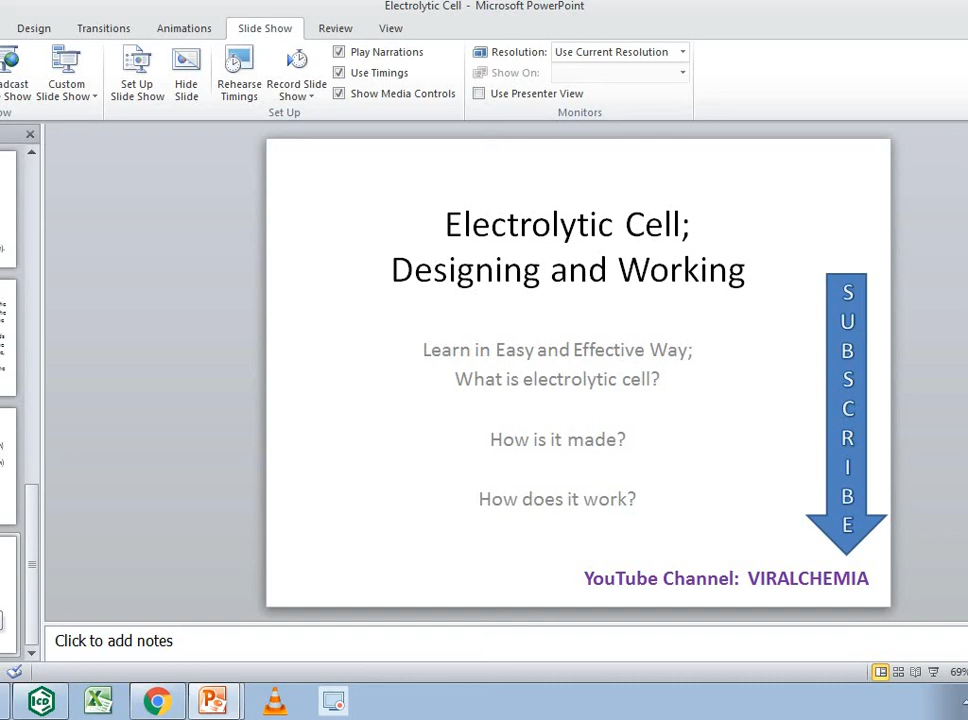 Electrolytic Cell - Microsoft PowerPoint
Design Transitions Animations Slide Show Review View
Show
Custom
Slide Show
Set Up
Slide Show
Hide
Slide
Rehearse
Timings
Record Slide
Show
Play Narrations
Use Timings
Show Media Controls
Set Up
Resolution: Use Current Resolution
Show On:
Use Presenter View
Monitors
Electrolytic Cell;
Designing and Working
Learn in Easy and Effective Way;
What is electrolytic cell?
How is it made?
How does it work?
SUBSCRIBE
YouTube Channel: VIRALCHEMIA
Click to add notes
69%
ICD